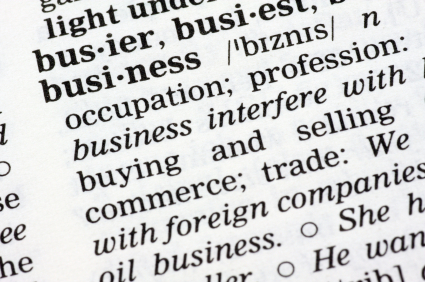 light unde
bus·ier, busi·est,
busi·ness /ˈbɪznɪs/ n
occupation; profession:
business interfere with
buying and selling
commerce; trade: We
with foreign companies
oil business. ○ She h
○ He wan